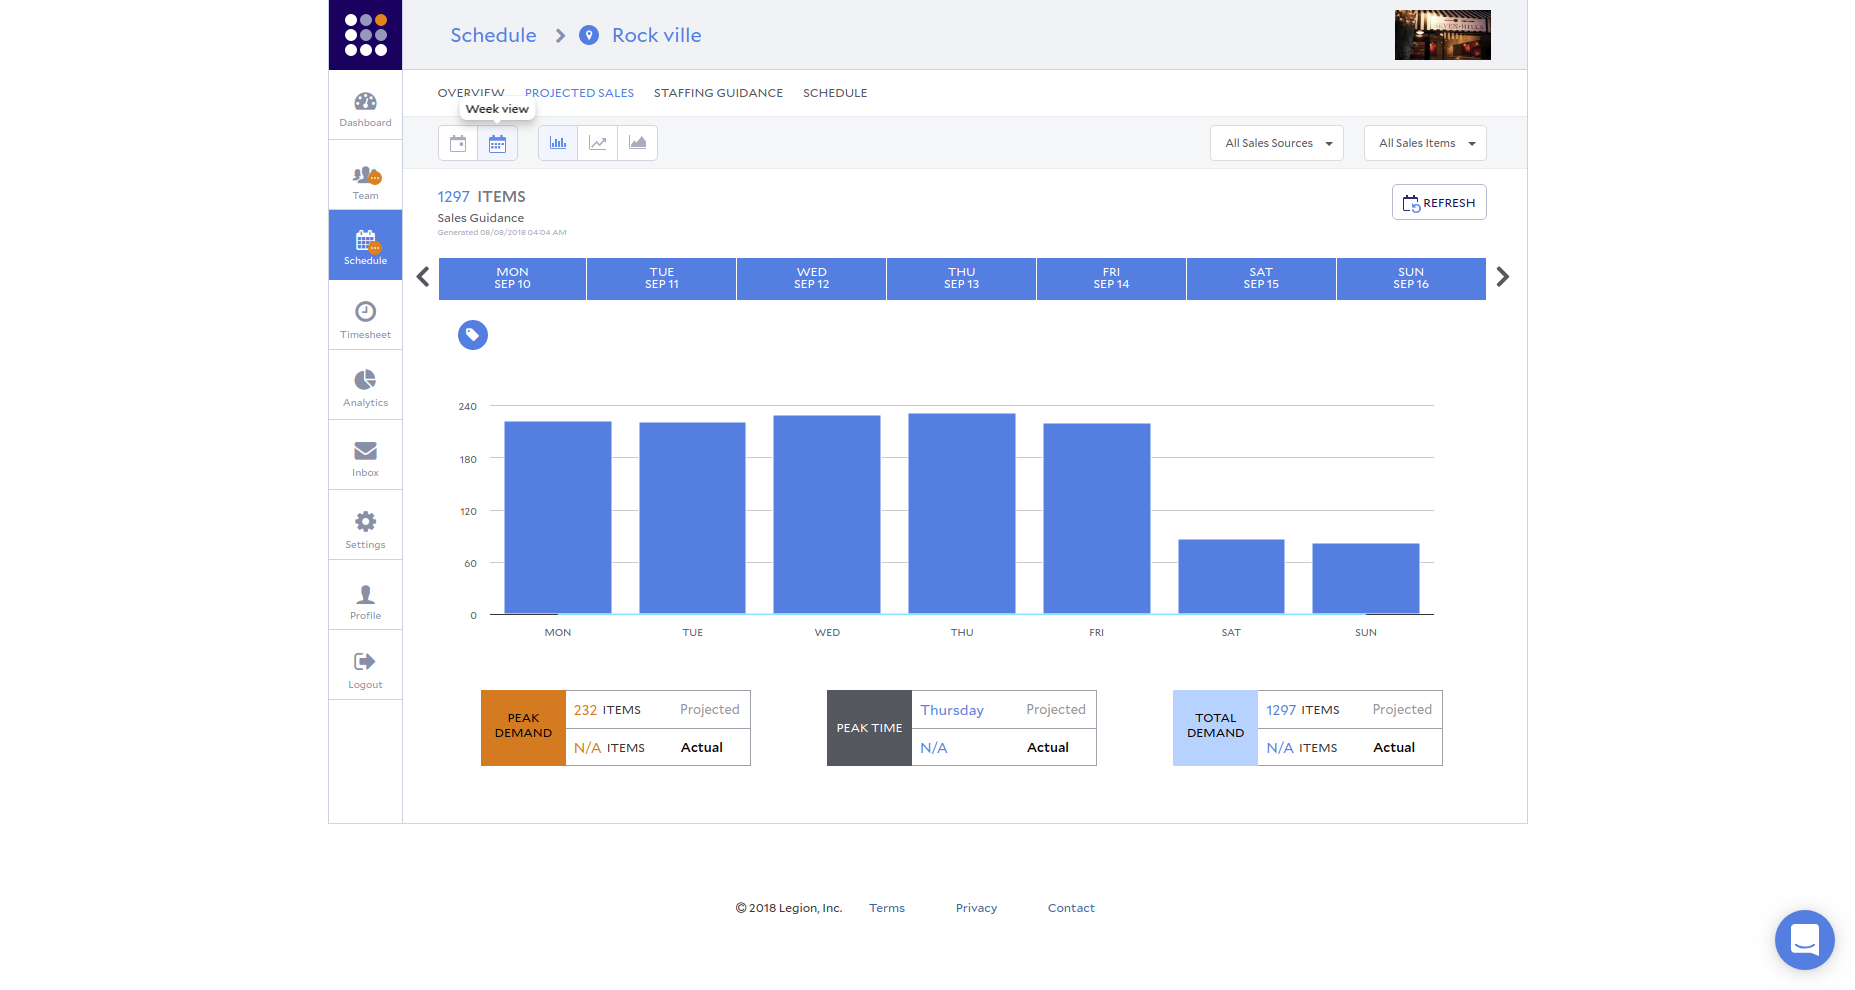 Schedule
Rock ville
SEVEN HILLS
Dashboard
Team
Schedule
Timesheet
Analytics
Inbox
Settings
Profile
Logout
OVERVIEW PROJECTED SALES STAFFING GUIDANCE SCHEDULE
Week view
All Sales Sources All Sales Items
1297 ITEMS
Sales Guidance
Generated 08/08/2018 04:04 AM
REFRESH
MON TUE WED THU FRI SAT SUN
SEP 10 SEP 11 SEP 12 SEP 13 SEP 14 SEP 15 SEP 16
240
180
120
60
0
MON TUE WED THU FRI SAT SUN
PEAK DEMAND
232 ITEMS Projected
N/A ITEMS Actual
PEAK TIME
Thursday Projected
N/A Actual
TOTAL DEMAND
1297 ITEMS Projected
N/A ITEMS Actual
© 2018 Legion, Inc. Terms Privacy Contact